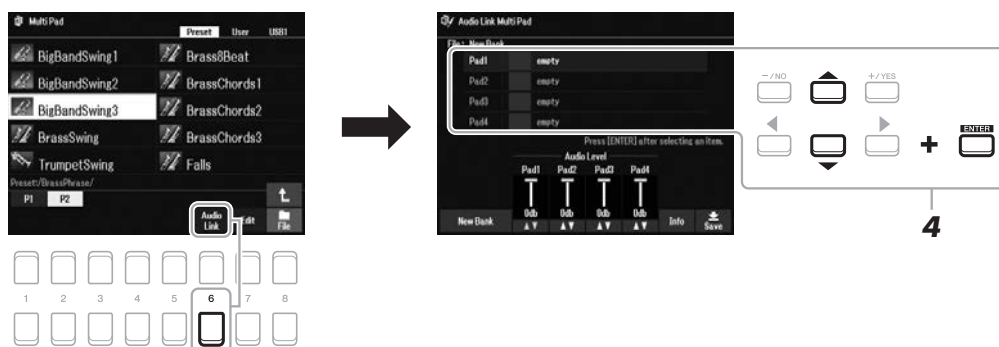 Multi Pad
Preset User USB1
BigBandSwing1 Brass8Beat
BigBandSwing2 BrassChords1
BigBandSwing3 BrassChords2
BrassSwing BrassChords3
TrumpetSwing Falls
Preset:/BrassPhrase/
P1 P2
Audio Link
File
1 2 3 4 5 6 7 8
Audio Link Multi Pad
File: New Bank
Pad1 empty
Pad2 empty
Pad3 empty
Pad4 empty
Press [ENTER] after selecting an item.
Audio Level
Pad1 Pad2 Pad3 Pad4
0db 0db 0db 0db
New Bank Info Save
-/NO +/YES
+ ENTER
4